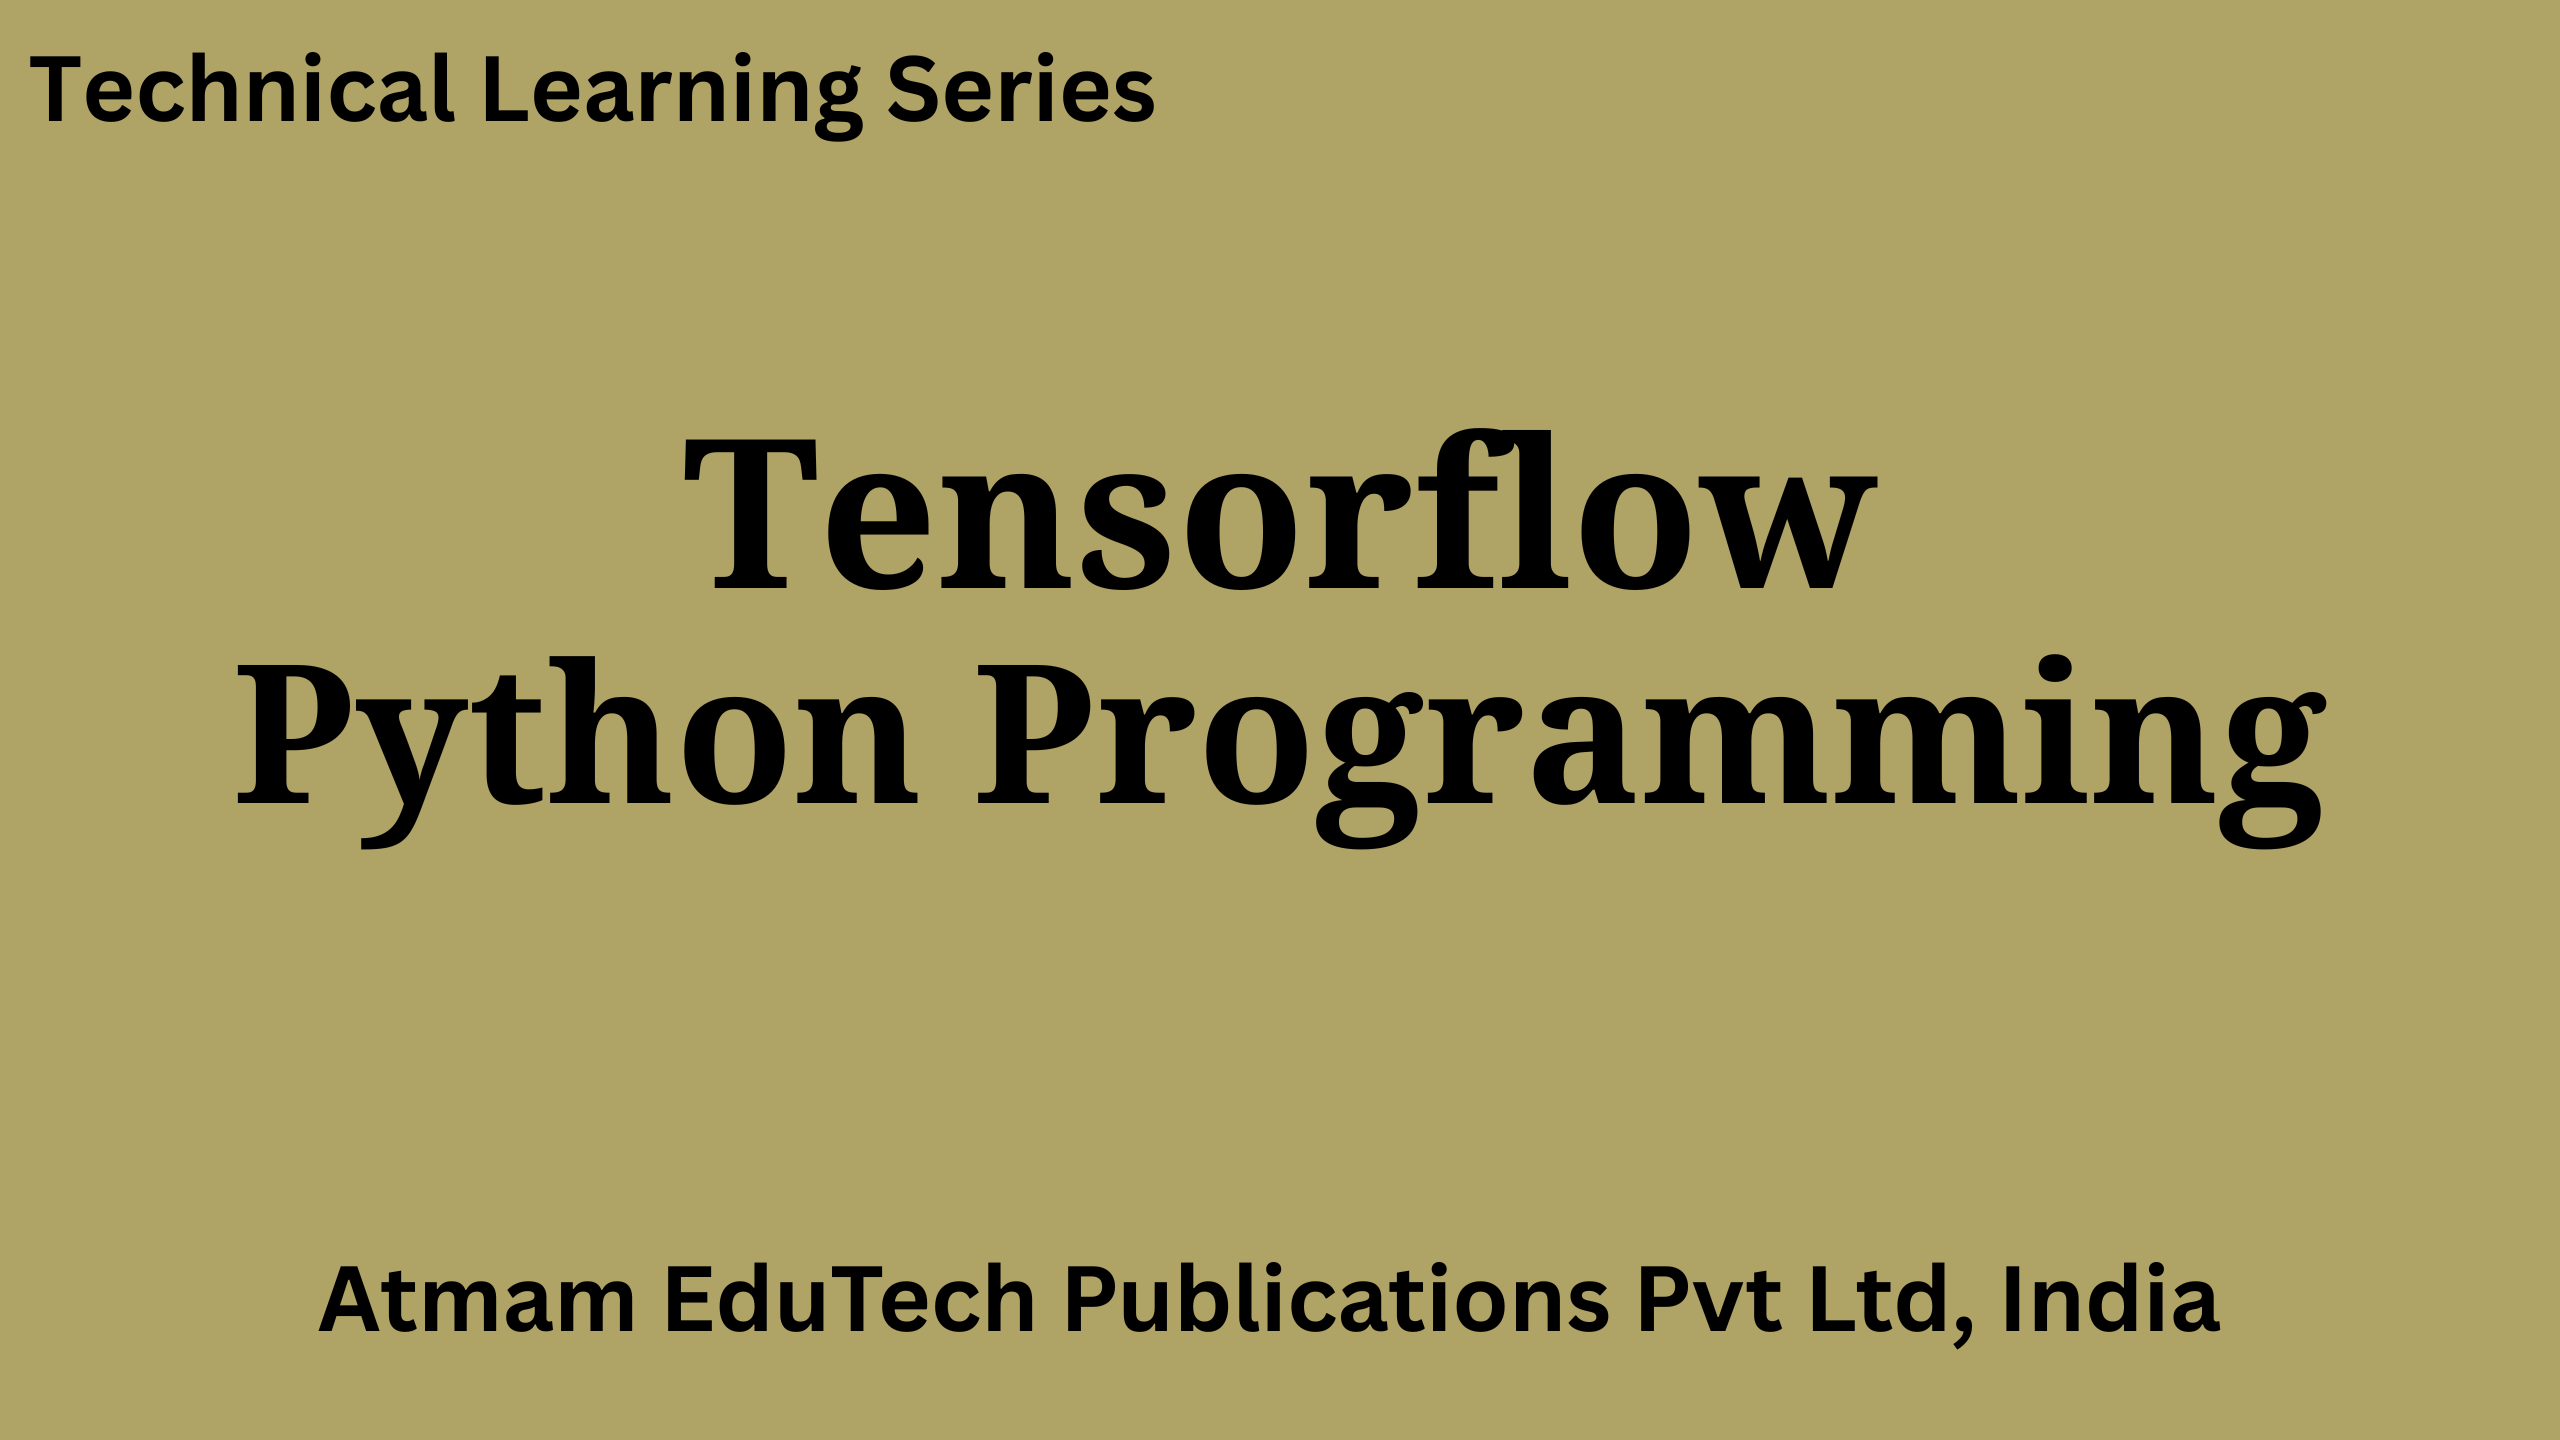 Technical Learning Series
Tensorflow
Python Programming
Atmam EduTech Publications Pvt Ltd, India